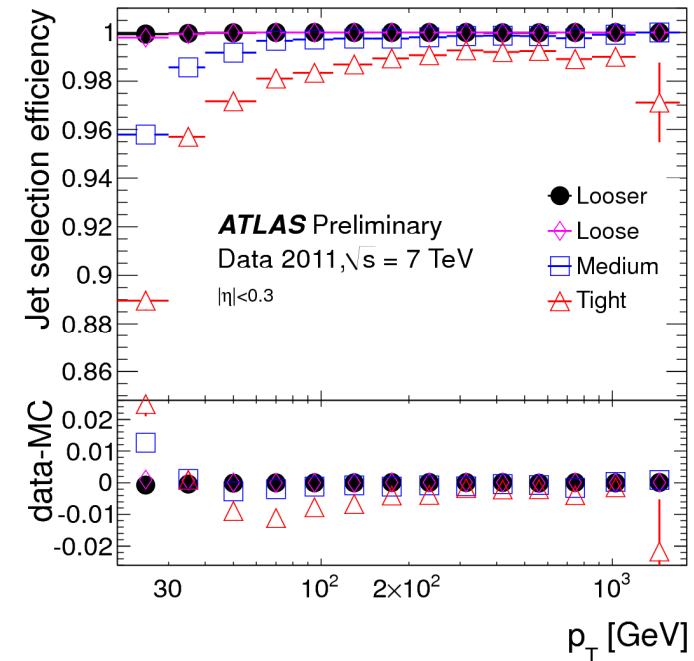 Jet selection efficiency
1
0.98
0.96
0.94
0.92
0.9
0.88
0.86
ATLAS Preliminary
Data 2011,√s = 7 TeV
|η|<0.3
Looser
Loose
Medium
Tight
data-MC
0.02
0.01
0
-0.01
-0.02
30 10² 2×10² 10³
p_T [GeV]